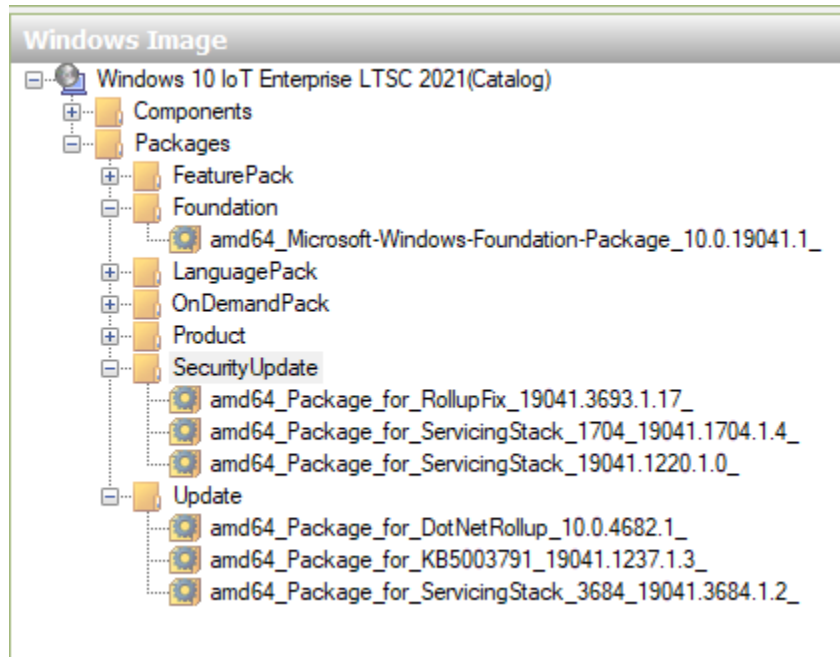 Windows Image
Windows 10 IoT Enterprise LTSC 2021(Catalog)
Components
Packages
FeaturePack
Foundation
amd64_Microsoft-Windows-Foundation-Package_10.0.19041.1_
LanguagePack
OnDemandPack
Product
SecurityUpdate
amd64_Package_for_RollupFix_19041.3693.1.17_
amd64_Package_for_ServicingStack_1704_19041.1704.1.4_
amd64_Package_for_ServicingStack_19041.1220.1.0_
Update
amd64_Package_for_DotNetRollup_10.0.4682.1_
amd64_Package_for_KB5003791_19041.1237.1.3_
amd64_Package_for_ServicingStack_3684_19041.3684.1.2_